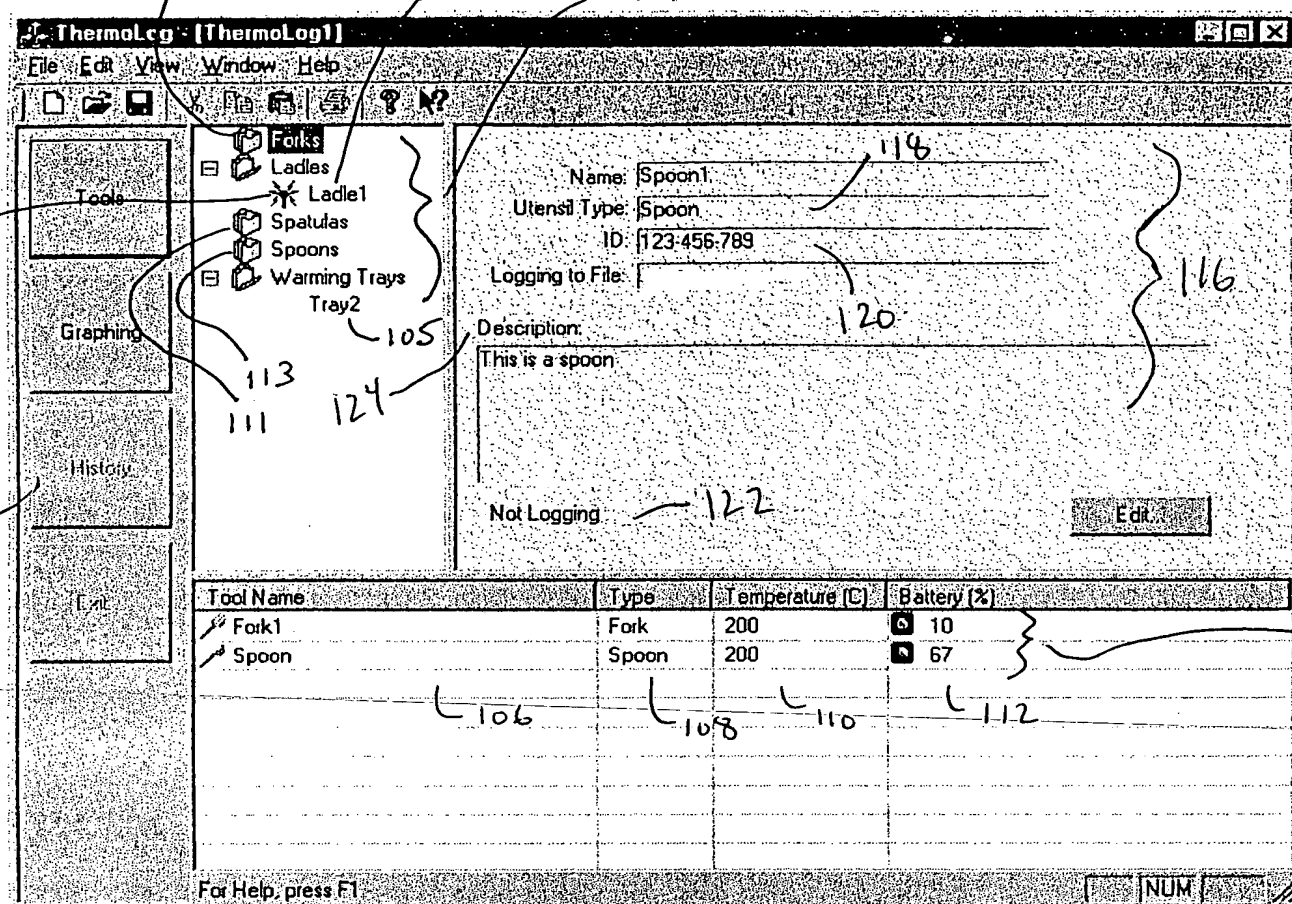 ThermoLog - [ThermoLog1]
File Edit View Window Help
Tools
Graphing
History
Exit
Forks
Ladles
Ladle1
Spatulas
Spoons
Warming Trays
Tray2
105
113
111
124
Name: Spoon1
118
Utensil Type: Spoon
ID: 123-456-789
Logging to File:
120
116
Description:
This is a spoon
Not Logging
122
Edit...
Tool Name Type Temperature (C) Battery (%)
Fork1 Fork 200 10
Spoon Spoon 200 67
106 108 110 112
For Help, press F1
NUM